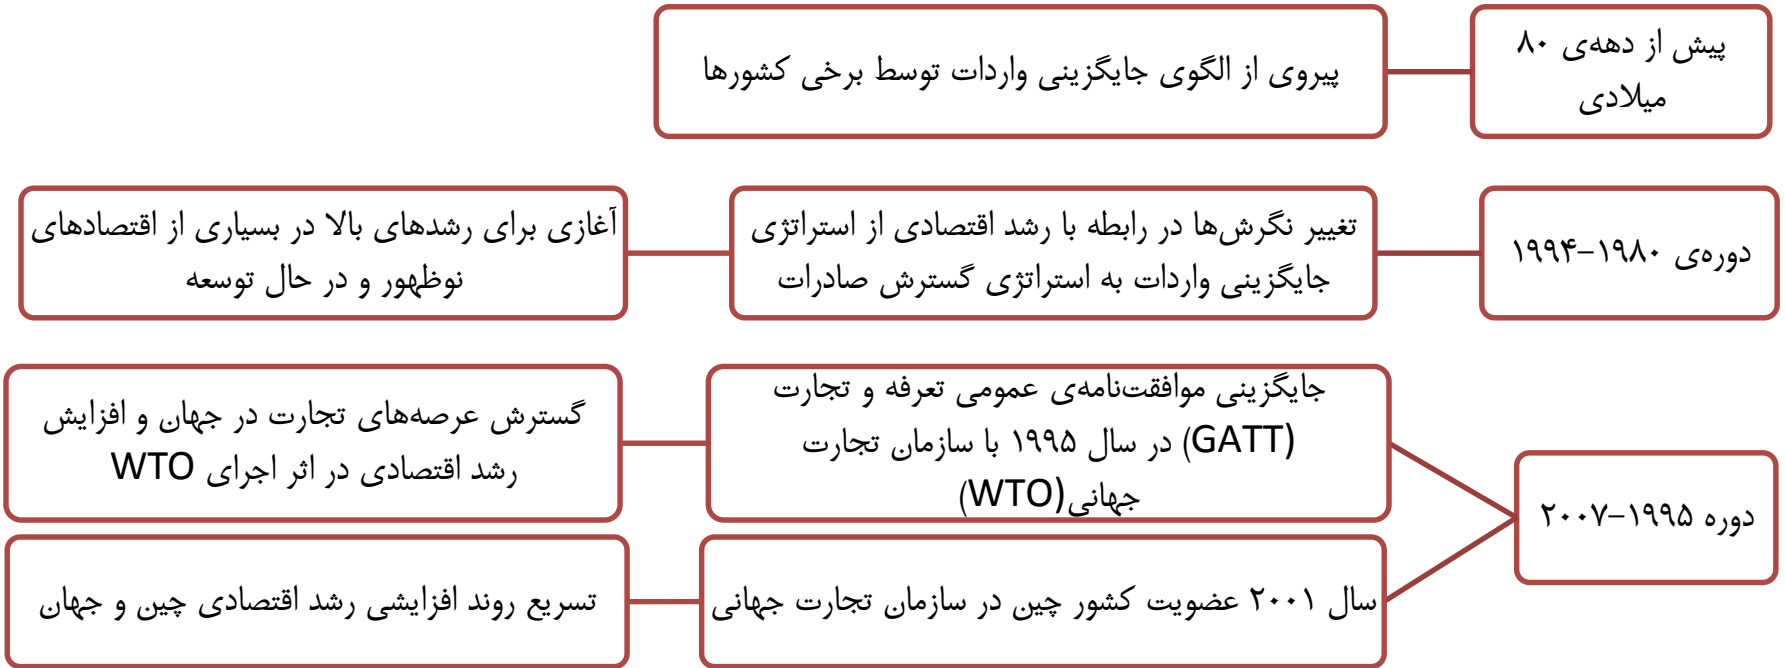 پیش از دهه‌ی ۸۰
میلادی
پیروی از الگوی جایگزینی واردات توسط برخی کشورها
دوره‌ی ۱۹۸۰-۱۹۹۴
تغییر نگرش‌ها در رابطه با رشد اقتصادی از استراتژی
جایگزینی واردات به استراتژی گسترش صادرات
آغازی برای رشدهای بالا در بسیاری از اقتصادهای
نوظهور و در حال توسعه
دوره ۱۹۹۵-۲۰۰۷
جایگزینی موافقت‌نامه‌ی عمومی تعرفه و تجارت
(GATT) در سال ۱۹۹۵ با سازمان تجارت
جهانی(WTO)
گسترش عرصه‌های تجارت در جهان و افزایش
رشد اقتصادی در اثر اجرای WTO
سال ۲۰۰۱ عضویت کشور چین در سازمان تجارت جهانی
تسریع روند افزایشی رشد اقتصادی چین و جهان